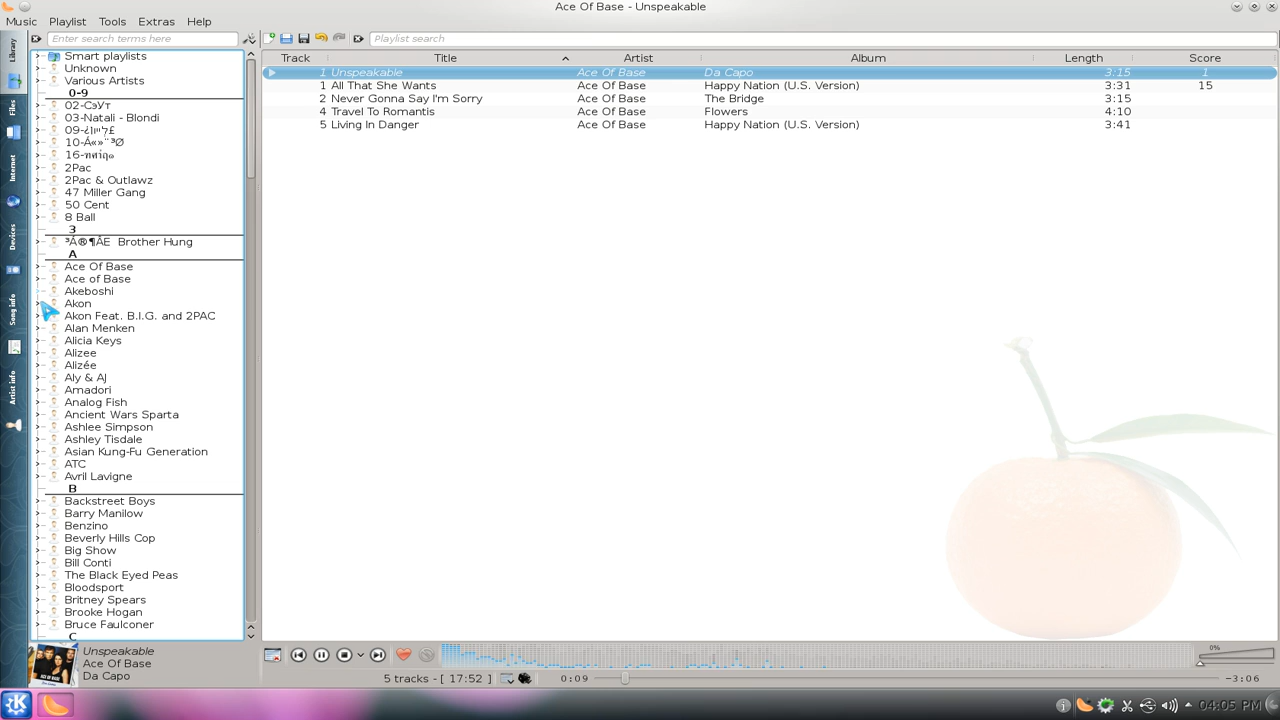 Ace Of Base - Unspeakable
Music Playlist Tools Extras Help
Enter search terms here
Playlist search
Library
Files
Internet
Devices
Song info
Artist info
Smart playlists
Unknown
Various Artists
0-9
02-СэУт
03-Natali - Blondi
2Pac
2Pac & Outlawz
47 Miller Gang
50 Cent
8 Ball
3
³Á®¶ÂE Brother Hung
A
Ace Of Base
Ace of Base
Akeboshi
Akon
Akon Feat. B.I.G. and 2PAC
Alan Menken
Alicia Keys
Alizee
Alizée
Aly & AJ
Amadori
Analog Fish
Ancient Wars Sparta
Ashlee Simpson
Ashley Tisdale
Asian Kung-Fu Generation
ATC
Avril Lavigne
B
Backstreet Boys
Barry Manilow
Benzino
Beverly Hills Cop
Big Show
Bill Conti
The Black Eyed Peas
Bloodsport
Britney Spears
Brooke Hogan
Bruce Faulconer
C
Track Title Artist Album Length Score
1 Unspeakable Ace Of Base Da Capo 3:15 1
1 All That She Wants Ace Of Base Happy Nation (U.S. Version) 3:31 15
2 Never Gonna Say I'm Sorry Ace Of Base The Bridge 3:15
4 Travel To Romantis Ace Of Base Flowers 4:10
5 Living In Danger Ace Of Base Happy Nation (U.S. Version) 3:41
Unspeakable
Ace Of Base
Da Capo
0%
5 tracks - [ 17:52 ]
0:09
-3:06
04:05 PM